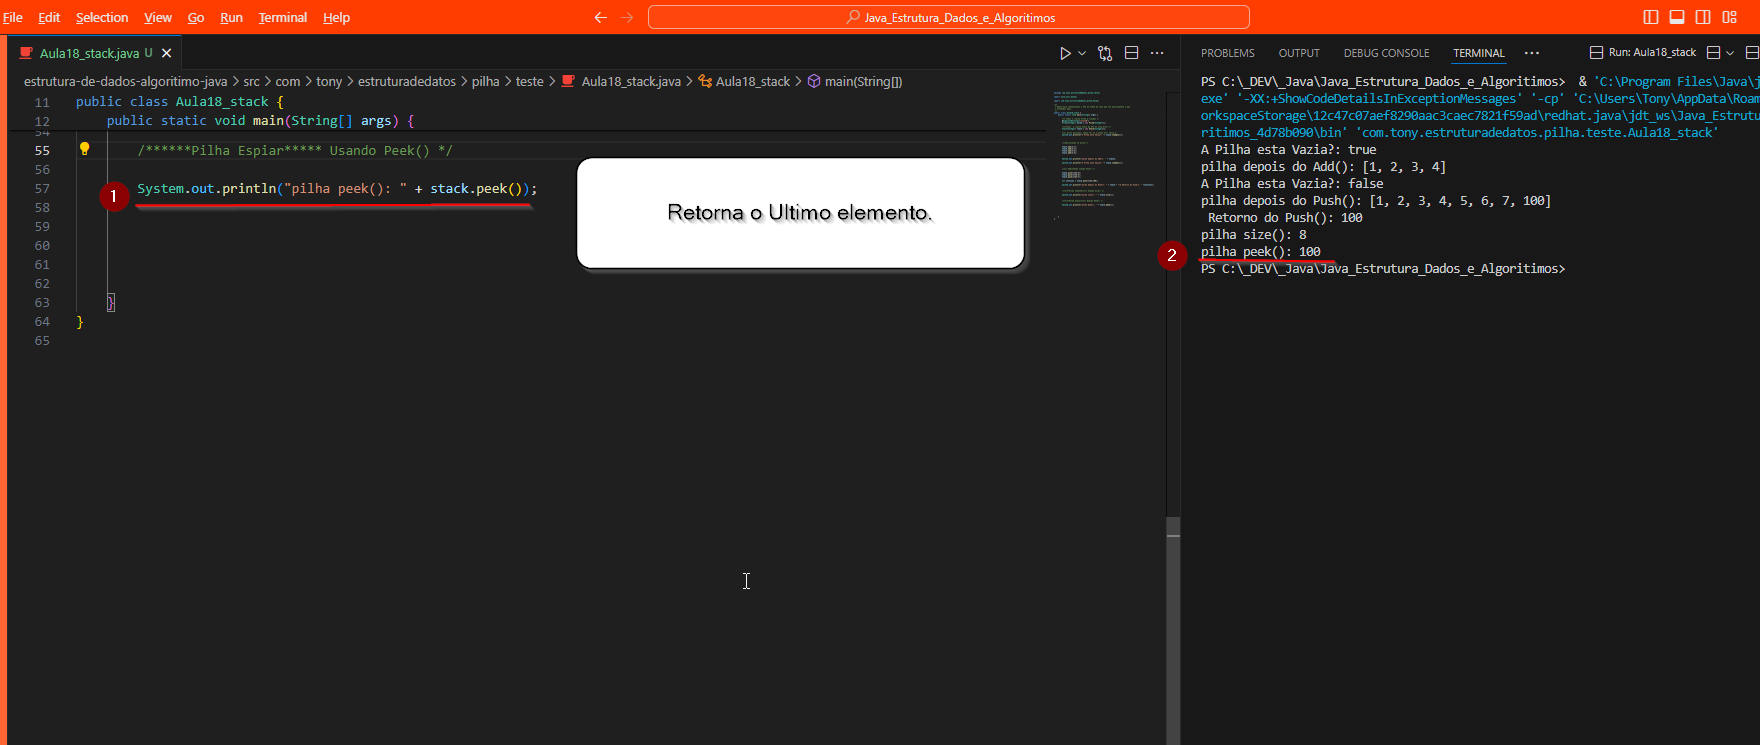 File Edit Selection View Go Run Terminal Help
Java_Estrutura_Dados_e_Algoritimos
Aula18_stack.java U
estrutura-de-dados-algoritimo-java > src > com > tony > estruturadedatos > pilha > teste > Aula18_stack.java > Aula18_stack > main(String[])
11 public class Aula18_stack {
12 public static void main(String[] args) {
54
55 /******Pilha Espiar***** Usando Peek() */
56
57 System.out.println("pilha peek(): " + stack.peek());
58
59
60
61
62
63 }
64 }
65
1
Retorna o Ultimo elemento.
PROBLEMS OUTPUT DEBUG CONSOLE TERMINAL ··· Run: Aula18_stack
PS C:\_DEV\_Java\Java_Estrutura_Dados_e_Algoritimos> & 'C:\Program Files\Java\j
exe' '-XX:+ShowCodeDetailsInExceptionMessages' '-cp' 'C:\Users\Tony\AppData\Roam
orkspaceStorage\12c47c07aef8290aac3caec7821f59ad\redhat.java\jdt_ws\Java_Estrutu
ritimos_4d78b090\bin' 'com.tony.estruturadedatos.pilha.teste.Aula18_stack'
A Pilha esta Vazia?: true
pilha depois do Add(): [1, 2, 3, 4]
A Pilha esta Vazia?: false
pilha depois do Push(): [1, 2, 3, 4, 5, 6, 7, 100]
Retorno do Push(): 100
pilha size(): 8
2
pilha peek(): 100
PS C:\_DEV\_Java\Java_Estrutura_Dados_e_Algoritimos>